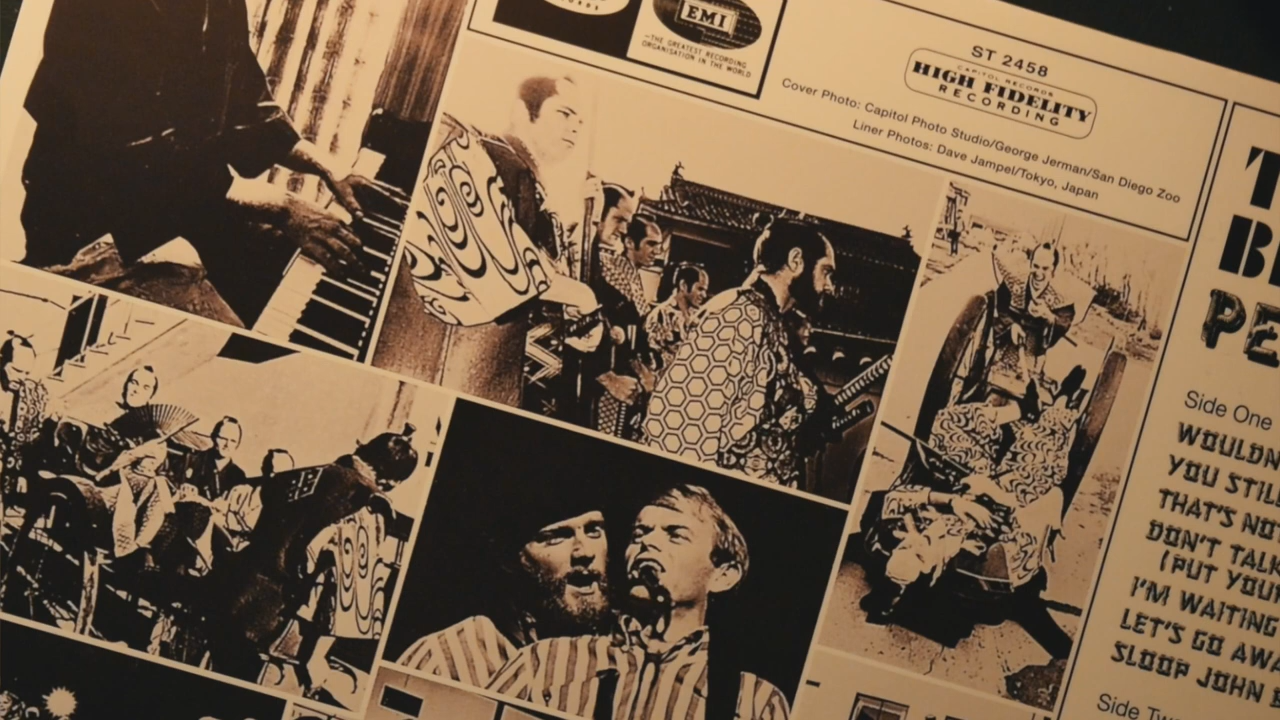 EMI
—THE GREATEST RECORDING
ORGANISATION IN THE WORLD
ST 2458
CAPITOL RECORDS
HIGH FIDELITY
RECORDING
Cover Photo: Capitol Photo Studio/George Jerman/San Diego Zoo
Liner Photos: Dave Jampel/Tokyo, Japan
PE
Side One
WOULDN
YOU STIL
THAT'S NO
DON'T TALK
(PUT YOU
I'M WAITING
LET'S GO AWA
SLOOP JOHN B
Side Tw